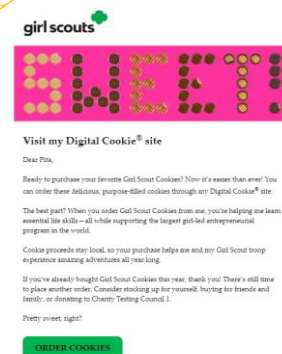 girl scouts
SWEET
Visit my Digital Cookie® site
Dear Pita,
Ready to purchase your favorite Girl Scout Cookies? Now it's easier than ever! You
can order these delicious, purpose-filled cookies through my Digital Cookie® site.
The best part? When you order Girl Scout Cookies from me, you're helping me learn
essential life skills—all while supporting the largest girl-led entrepreneurial
program in the world.
Cookie proceeds stay local, so your purchase helps me and my Girl Scout troop
experience amazing adventures all year long.
If you've already bought Girl Scout Cookies this year, thank you! There's still time
to place another order. Consider stocking up for yourself, buying for friends and
family, or donating to Charity Testing Council 1.
Pretty sweet, right?
ORDER COOKIES